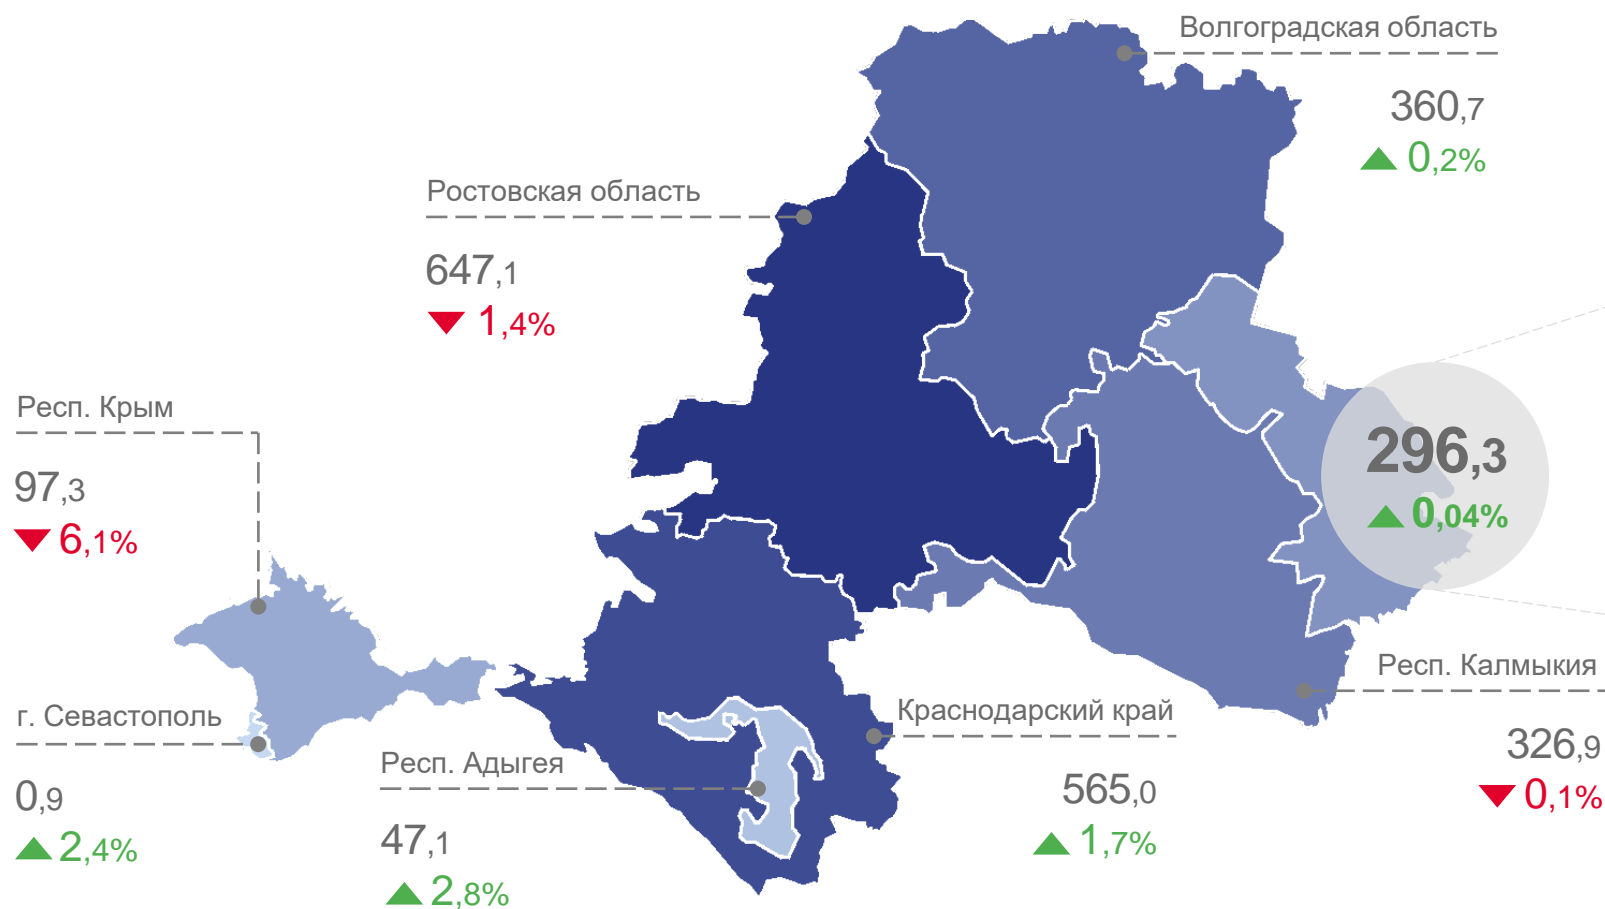 Волгоградская область
360,7
▲ 0,2%
Ростовская область
647,1
▼ 1,4%
Респ. Крым
97,3
▼ 6,1%
296,3
▲ 0,04%
Респ. Калмыкия
326,9
▼ 0,1%
г. Севастополь
0,9
▲ 2,4%
Респ. Адыгея
47,1
▲ 2,8%
Краснодарский край
565,0
▲ 1,7%